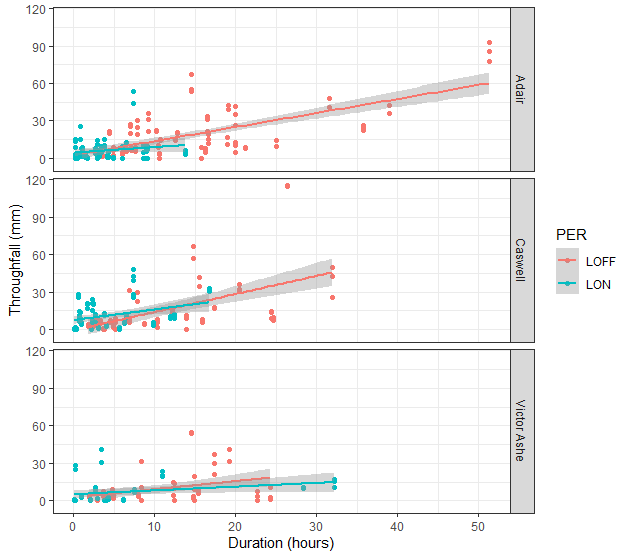 120
90
60
30
0
Adair
120
90
60
30
0
Caswell
120
90
60
30
0
Victor Ashe
0
10
20
30
40
50
Throughfall (mm)
Duration (hours)
PER
LOFF
LON